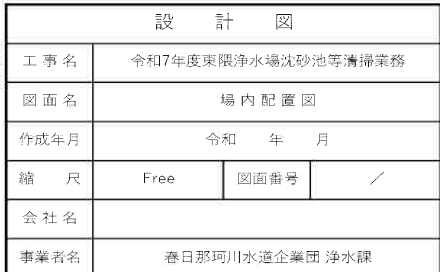 設計図
工事名 令和7年度東隈浄水場沈砂池等清掃業務
図面名 場内配置図
作成年月 令和 年 月
縮尺 Free 図面番号 /
会社名
事業者名 春日那珂川水道企業団 浄水課